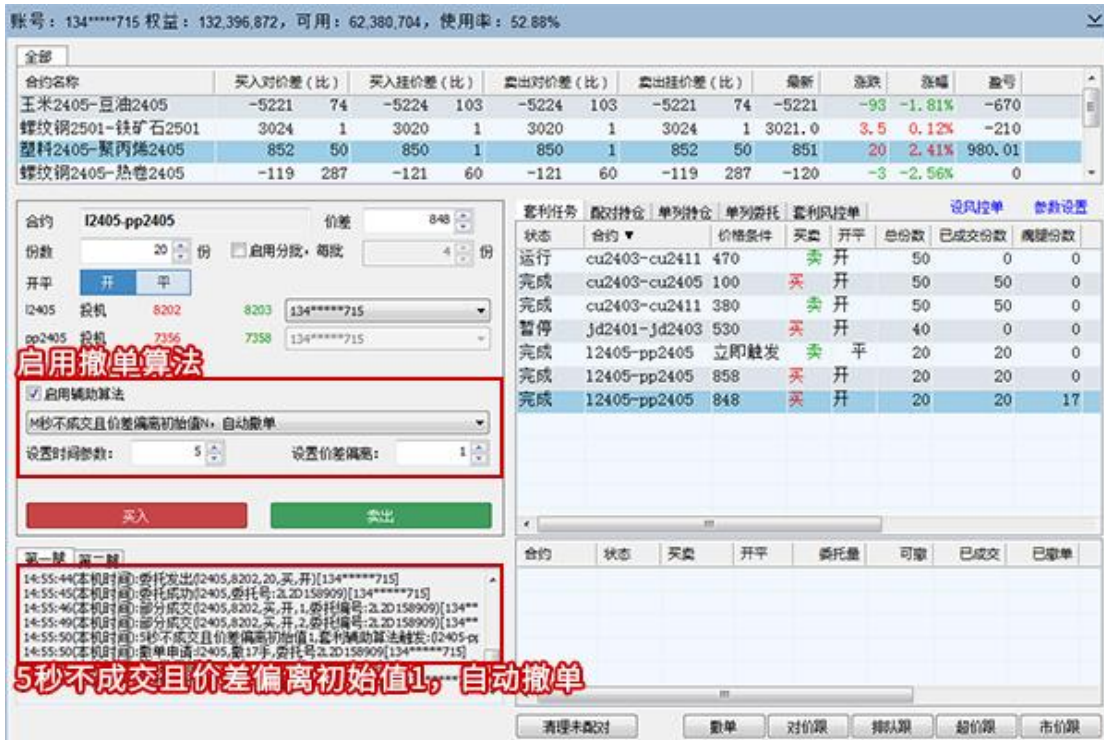 账号: 134*****715 权益: 132,396,872, 可用: 62,380,704, 使用率: 52.88%
全部
合约名称 买入对价差(比) 买入挂价差(比) 卖出对价差(比) 卖出挂价差(比) 最新 涨跌 涨幅 盈亏
玉米2405-豆油2405 -5221 74 -5224 103 -5224 103 -5221 74 -5221 -93 -1.81% -670
螺纹钢2501-铁矿石2501 3024 1 3020 1 3020 1 3024 1 3021.0 3.5 0.12% -210
塑料2405-聚丙烯2405 852 50 850 1 850 1 852 50 851 20 2.41% 980.01
螺纹钢2405-热卷2405 -119 287 -121 60 -121 60 -119 287 -120 -3 -2.56% 0
合约 l2405-pp2405 价差 848
份数 20 份 启用分批,每批 4 份
开平 开 平
l2405 投机 8202 8203 134*****715
pp2405 投机 7356 7358 134*****715
启用撤单算法
启用辅助算法
M秒不成交且价差偏离初始值N,自动撤单
设置时间参数: 5 设置价差偏离: 1
买入 卖出
套利任务 配对持仓 单列持仓 单列委托 套利风控单 设风控单 参数设置
状态 合约▼ 价格条件 买卖 开平 总份数 已成交份数 瘸腿份数
运行 cu2403-cu2411 470 卖 开 50 0 0
完成 cu2403-cu2405 100 买 开 50 50 0
完成 cu2403-cu2411 380 卖 开 50 50 0
暂停 jd2401-jd2403 530 买 开 40 0 0
完成 l2405-pp2405 立即触发 卖 平 20 20 0
完成 l2405-pp2405 858 买 开 20 20 0
完成 l2405-pp2405 848 买 开 20 20 17
第一腿 第二腿
14:55:44(本机时间):委托发出(l2405,8202,20,买,开)[134*****715]
14:55:45(本机时间):委托成功(l2405,委托号:2L2D158909)[134*****715]
14:55:46(本机时间):部分成交(l2405,8202,买,开,1,委托编号:2L2D158909)[134**
14:55:49(本机时间):部分成交(l2405,8202,买,开,2,委托编号:2L2D158909)[134**
14:55:50(本机时间):5秒不成交且价差偏离初始值1,套利辅助算法触发:(l2405-pp
14:55:50(本机时间):撤单申请:(l2405,撤17手,委托号2L2D158909)[134*****715]
5秒不成交且价差偏离初始值1,自动撤单
合约 状态 买卖 开平 委托量 可撤 已成交 已撤单
清理未配对 撤单 对价跟 排队跟 超价跟 市价跟